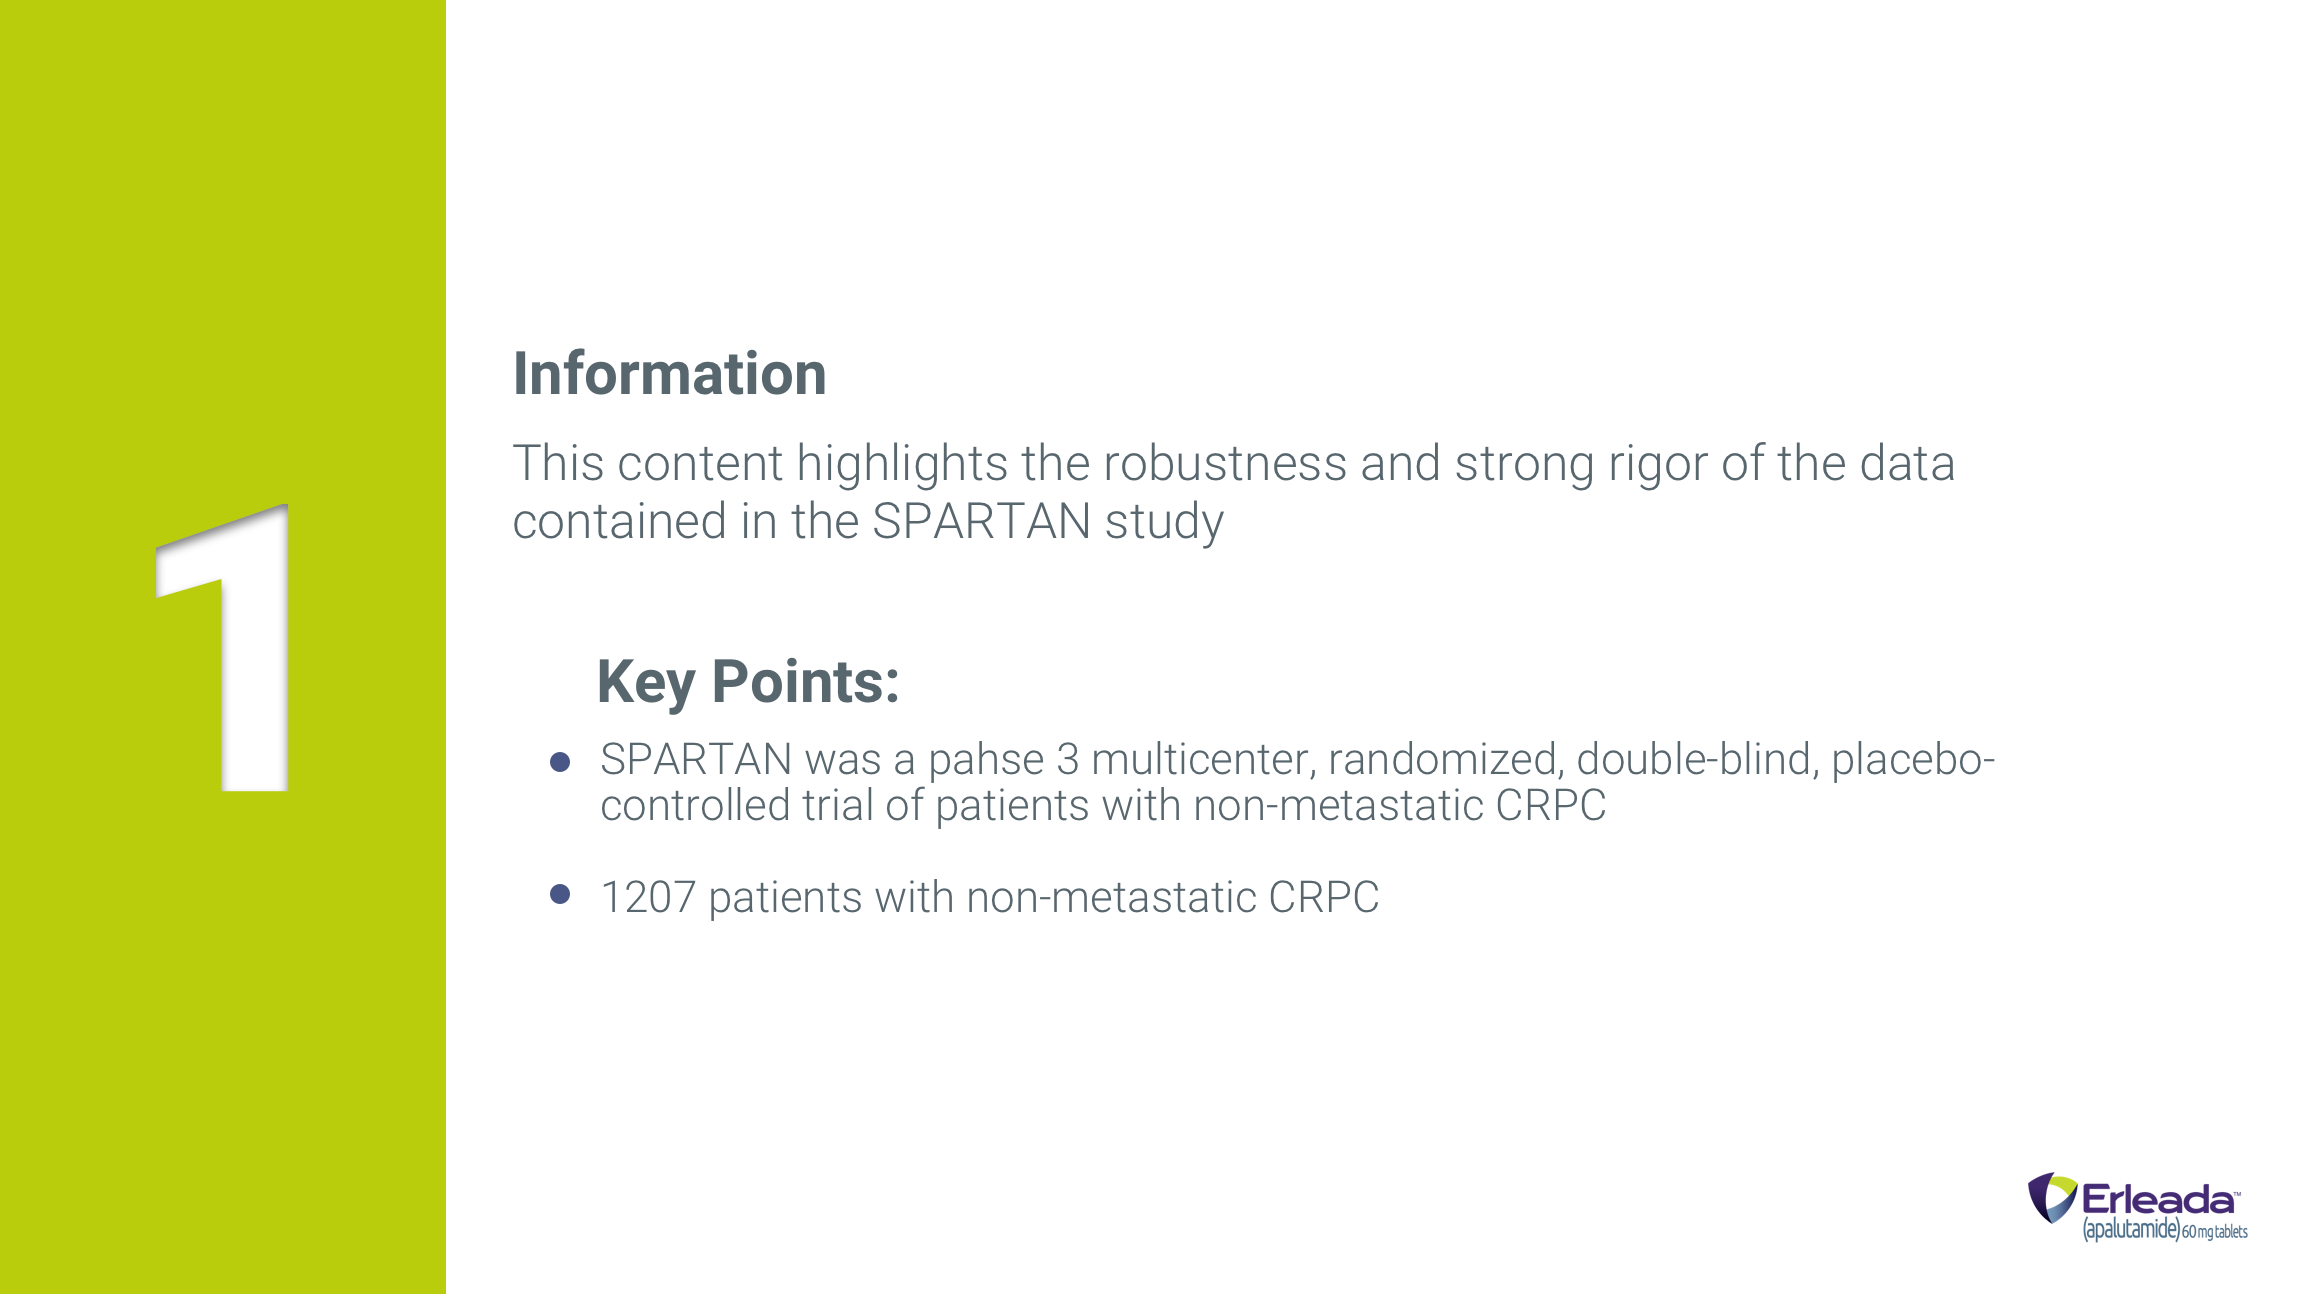 1
Information
This content highlights the robustness and strong rigor of the data
contained in the SPARTAN study
Key Points:
SPARTAN was a pahse 3 multicenter, randomized, double-blind, placebo-
controlled trial of patients with non-metastatic CRPC
1207 patients with non-metastatic CRPC
Erleada™
(apalutamide) 60 mg tablets